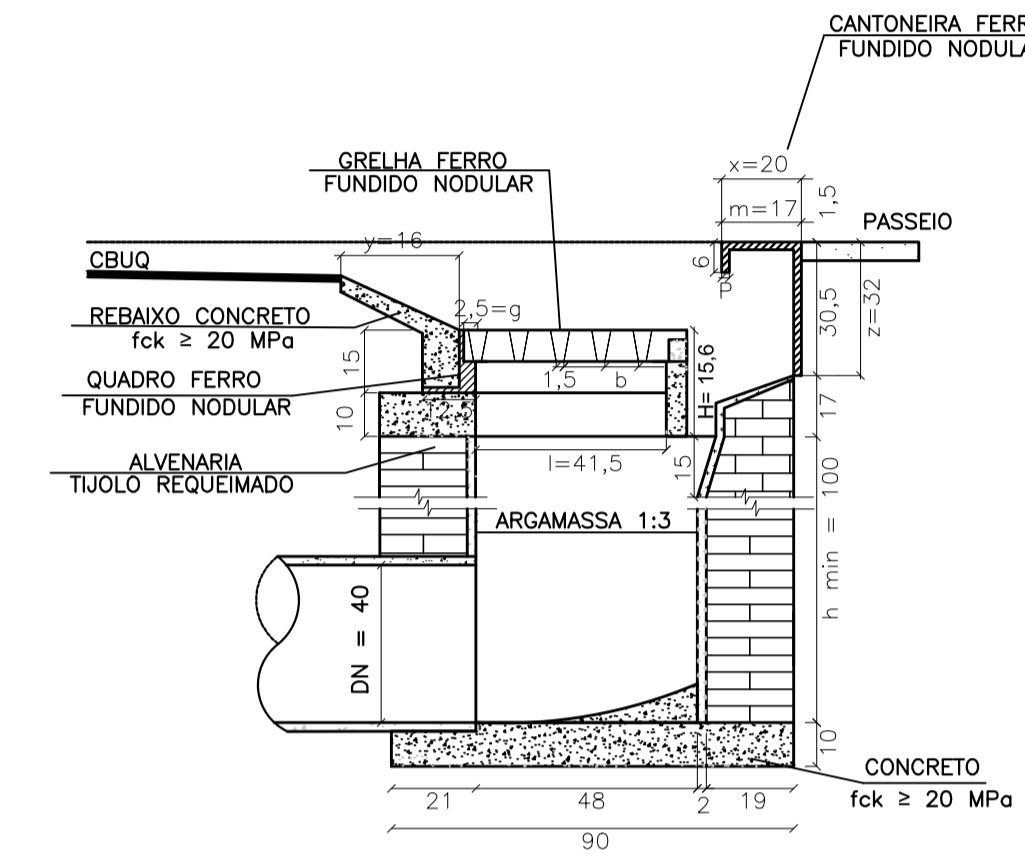 CANTONEIRA FERR
FUNDIDO NODULA
GRELHA FERRO
FUNDIDO NODULAR
x=20
m=17
1,5
PASSEIO
y=16
CBUQ
6
P
30,5
z=32
REBAIXO CONCRETO
fck ≥ 20 MPa
2,5=g
15
1,5
b
H= 15,6
QUADRO FERRO
FUNDIDO NODULAR
12,5
10
17
ALVENARIA
TIJOLO REQUEIMADO
l=41,5
15
ARGAMASSA 1:3
h min = 100
DN = 40
10
CONCRETO
fck ≥ 20 MPa
21
48
2
19
90